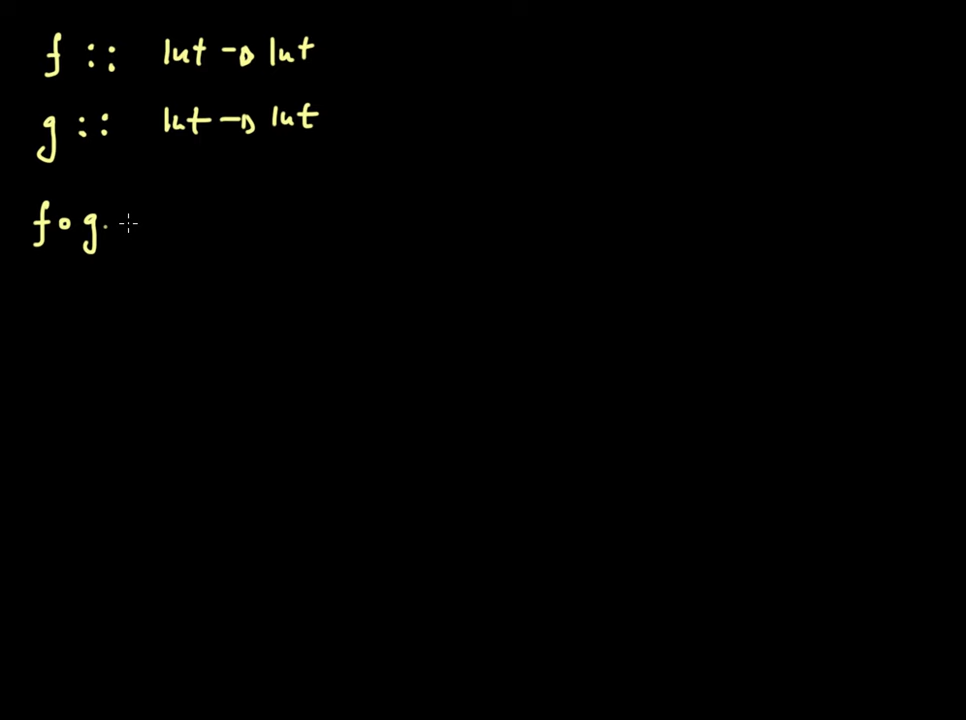 f :: Int → Int
g :: Int → Int
f ∘ g .